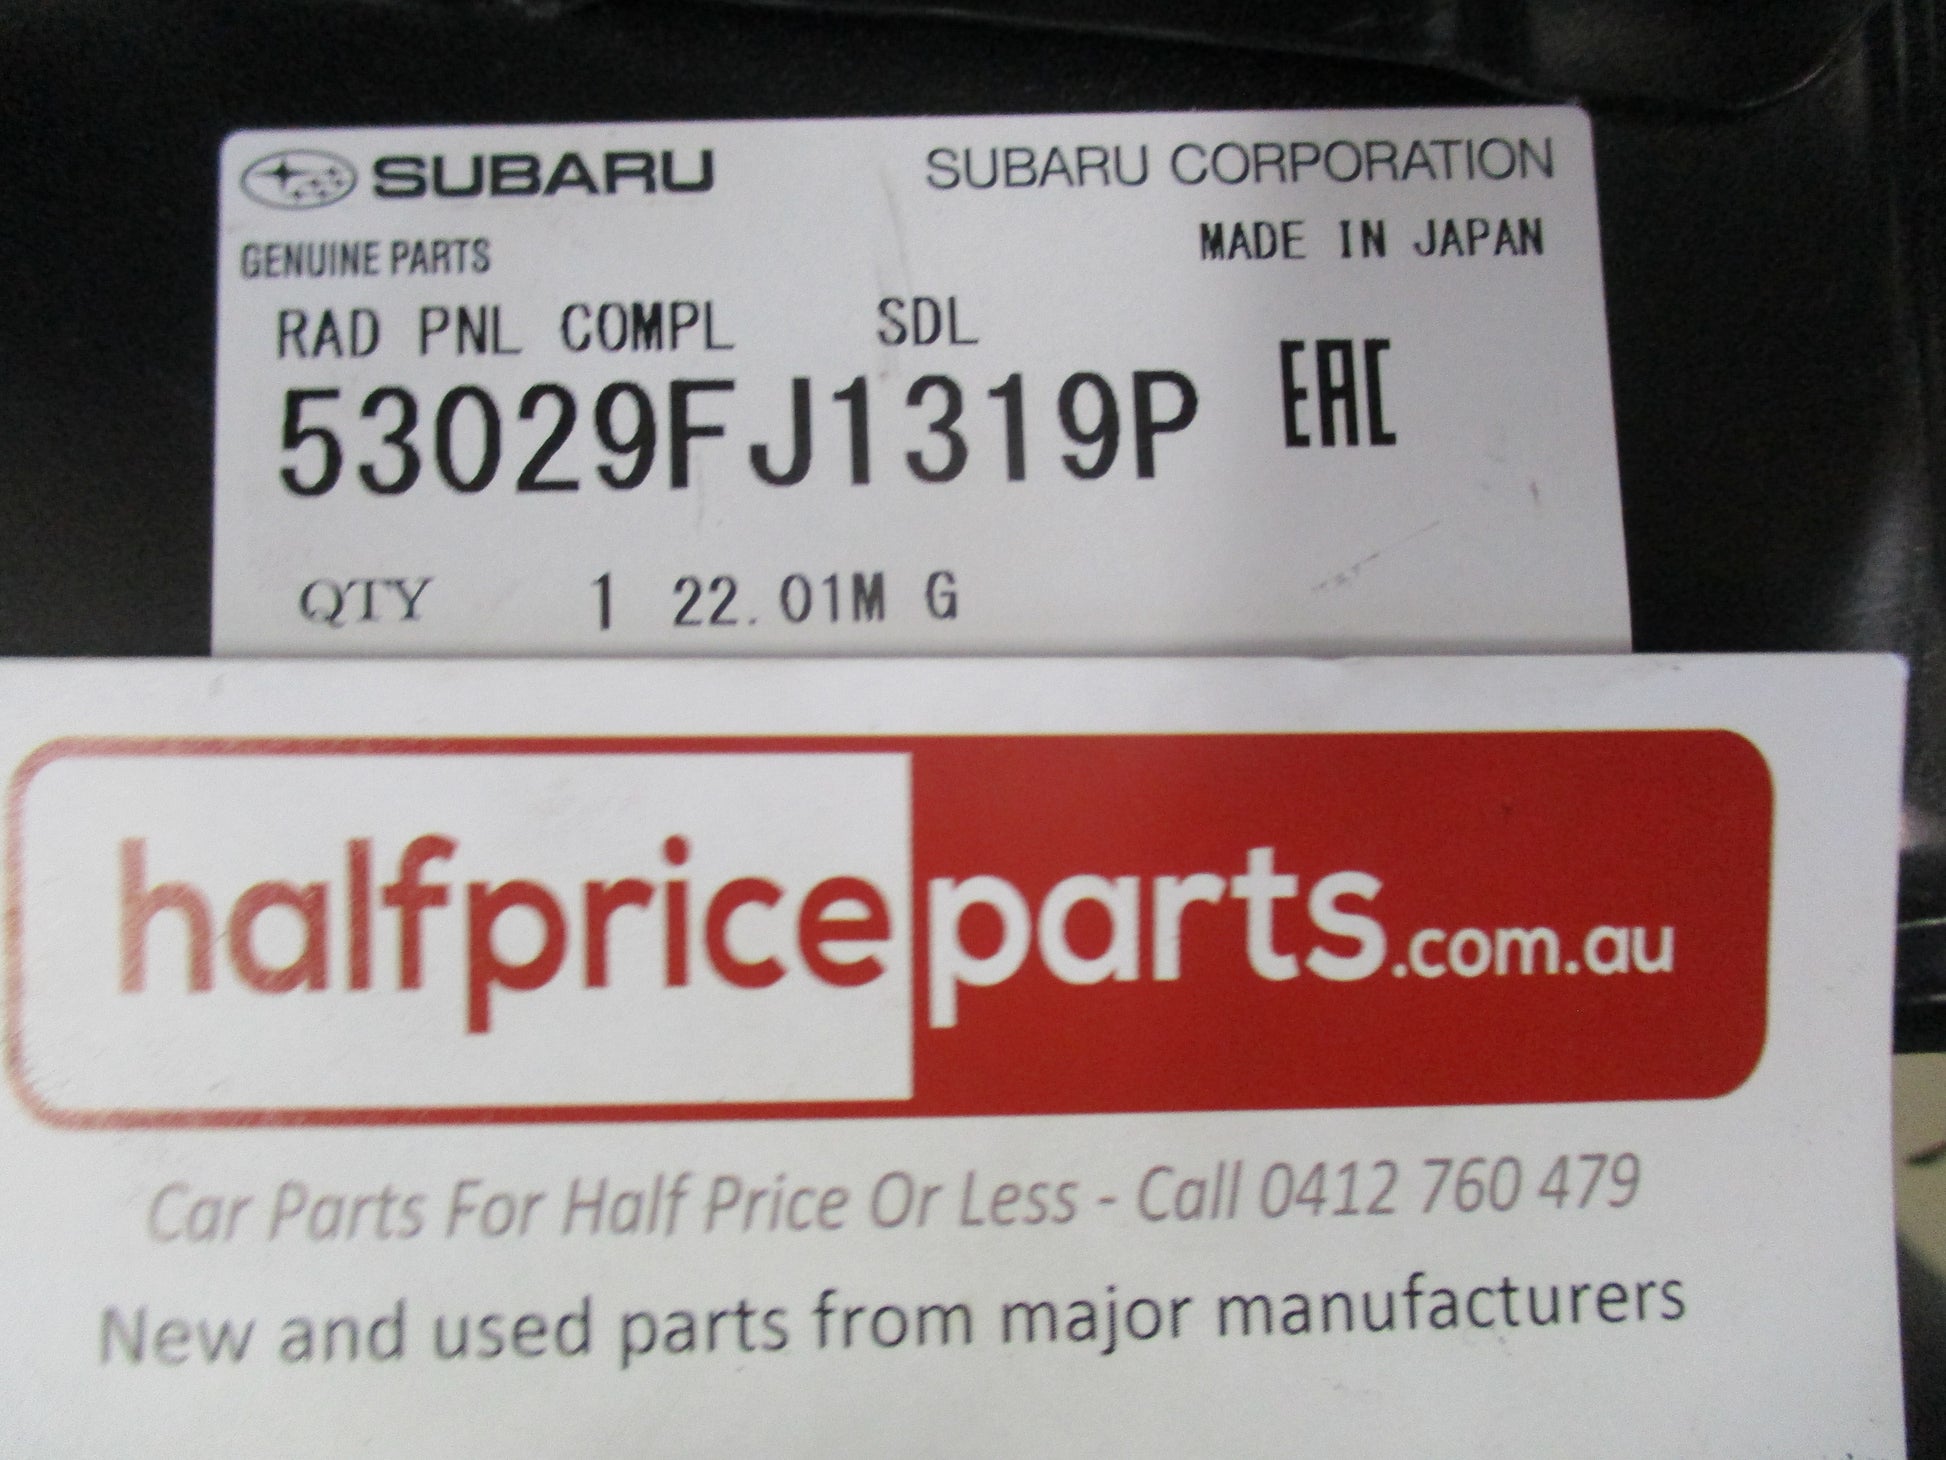 SUBARU SUBARU CORPORATION
GENUINE PARTS MADE IN JAPAN
RAD PNL COMPL SDL
53029FJ1319P EAC
QTY 1 22.01M G
halfpriceparts.com.au
Car Parts For Half Price Or Less - Call 0412 760 479
New and used parts from major manufacturers